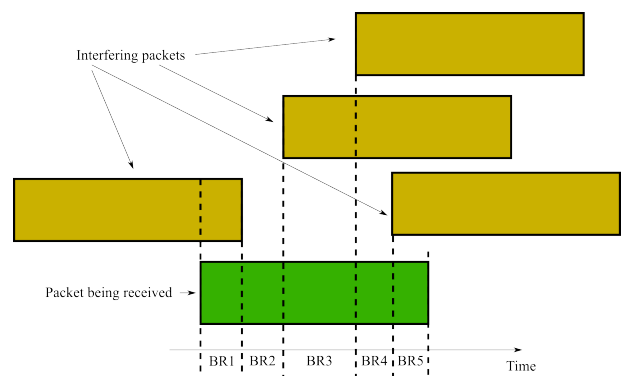 Interfering packets
Packet being received
BR1 BR2 BR3 BR4 BR5
Time